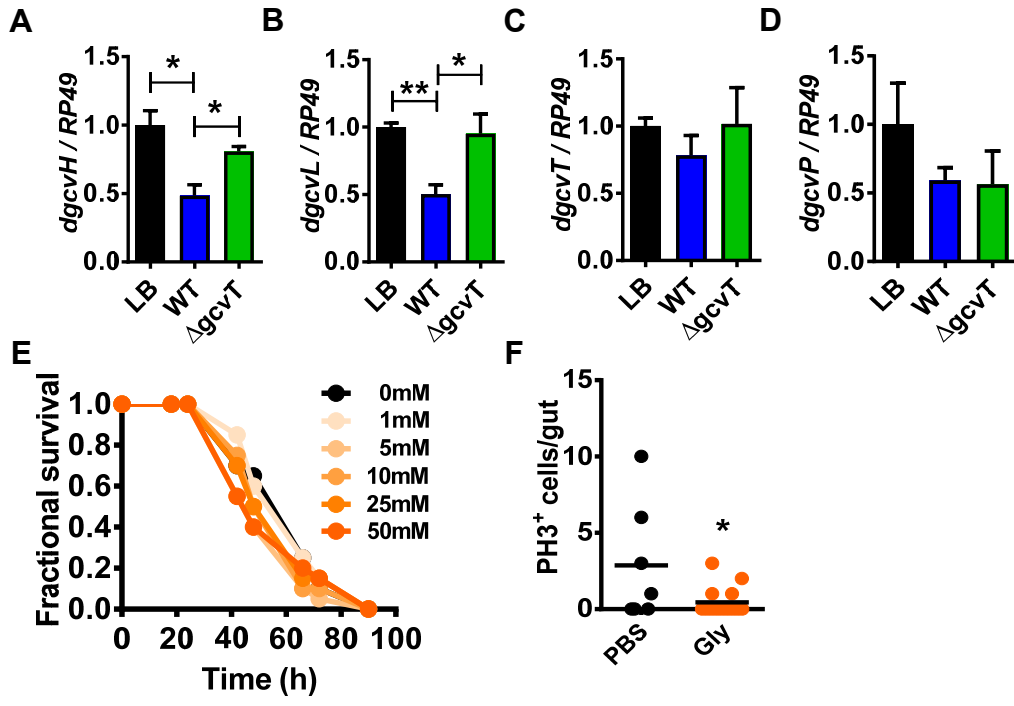 A
B
C
D
dgcvH / RP49
1.5
1.0
0.5
0.0
*
*
LB
WT
ΔgcvT
dgcvL / RP49
1.5
1.0
0.5
0.0
**
*
LB
WT
ΔgcvT
dgcvT / RP49
1.5
1.0
0.5
0.0
LB
WT
ΔgcvT
dgcvP / RP49
1.5
1.0
0.5
0.0
LB
WT
ΔgcvT
E
Fractional survival
1.0
0.8
0.6
0.4
0.2
0.0
0 20 40 60 80 100
Time (h)
0mM
1mM
5mM
10mM
25mM
50mM
F
PH3⁺ cells/gut
15
10
5
0
*
PBS
Gly